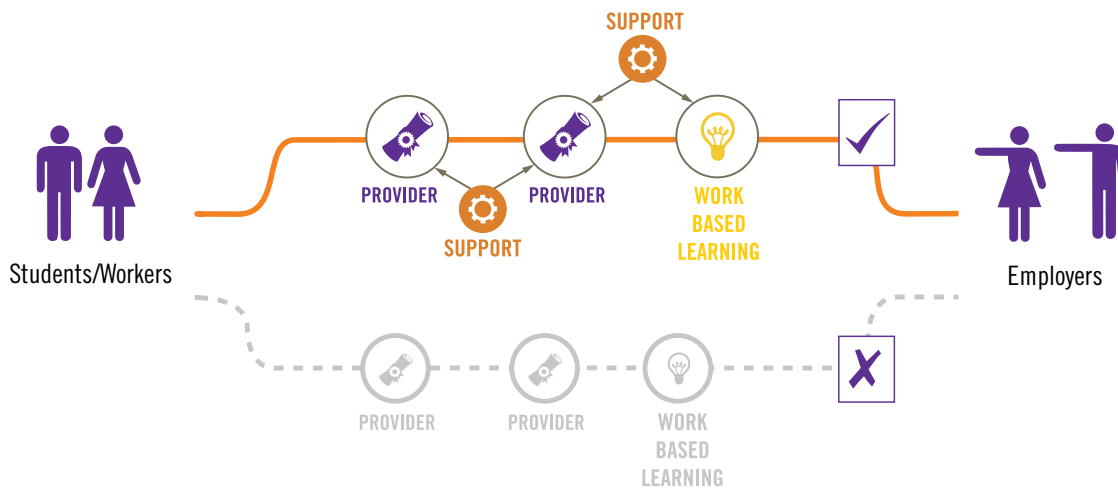 SUPPORT
PROVIDER
PROVIDER
WORK
BASED
LEARNING
SUPPORT
Students/Workers
Employers
PROVIDER
PROVIDER
WORK
BASED
LEARNING